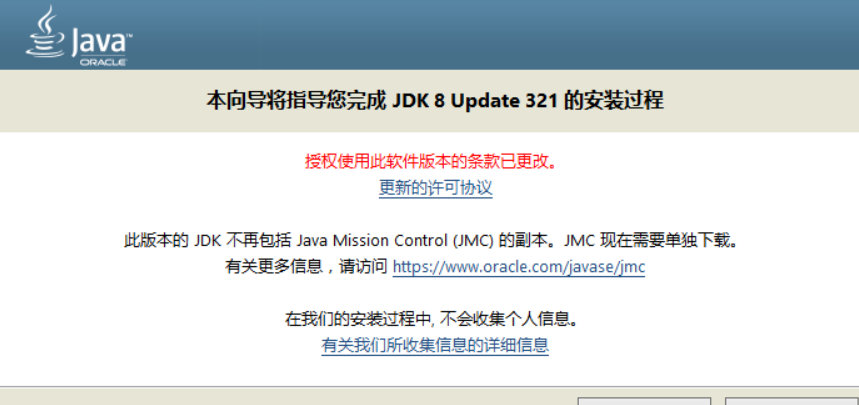 Java™
ORACLE
本向导将指导您完成 JDK 8 Update 321 的安装过程
授权使用此软件版本的条款已更改。
更新的许可协议
此版本的 JDK 不再包括 Java Mission Control (JMC) 的副本。JMC 现在需要单独下载。
有关更多信息，请访问 https://www.oracle.com/javase/jmc
在我们的安装过程中, 不会收集个人信息。
有关我们所收集信息的详细信息